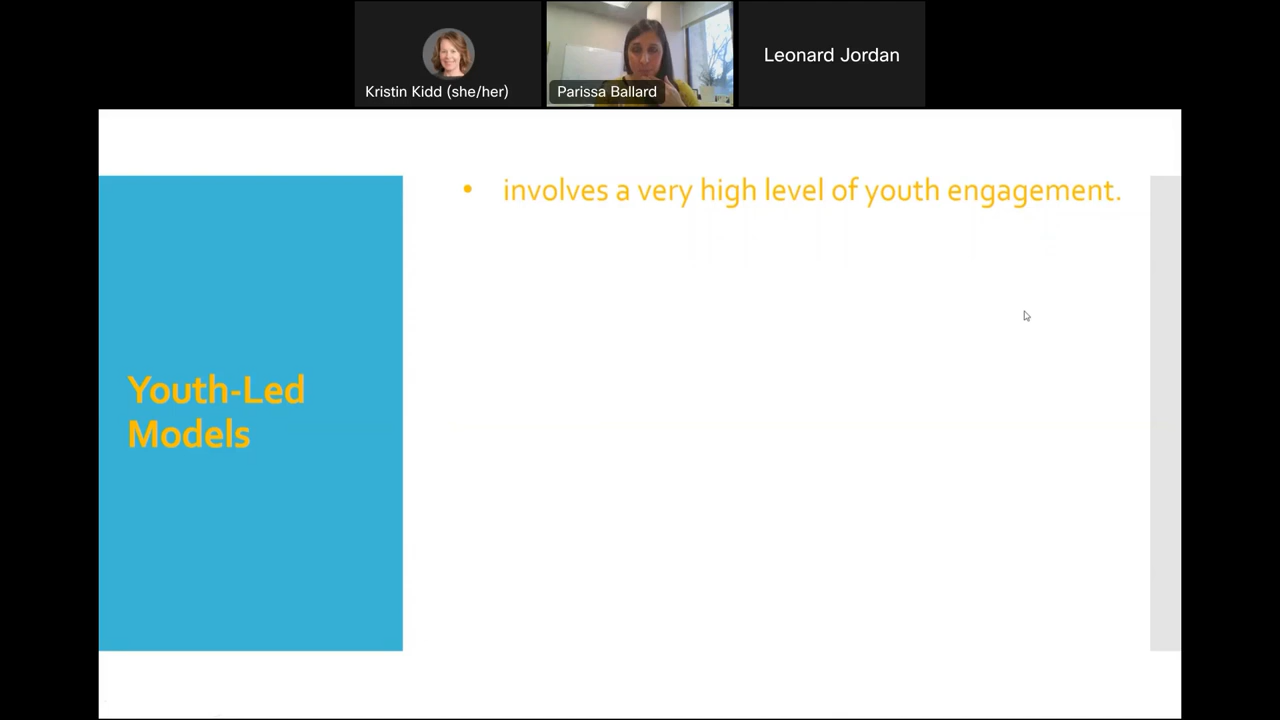 Kristin Kidd (she/her)
Parissa Ballard
Leonard Jordan
• involves a very high level of youth engagement.
Youth-Led
Models